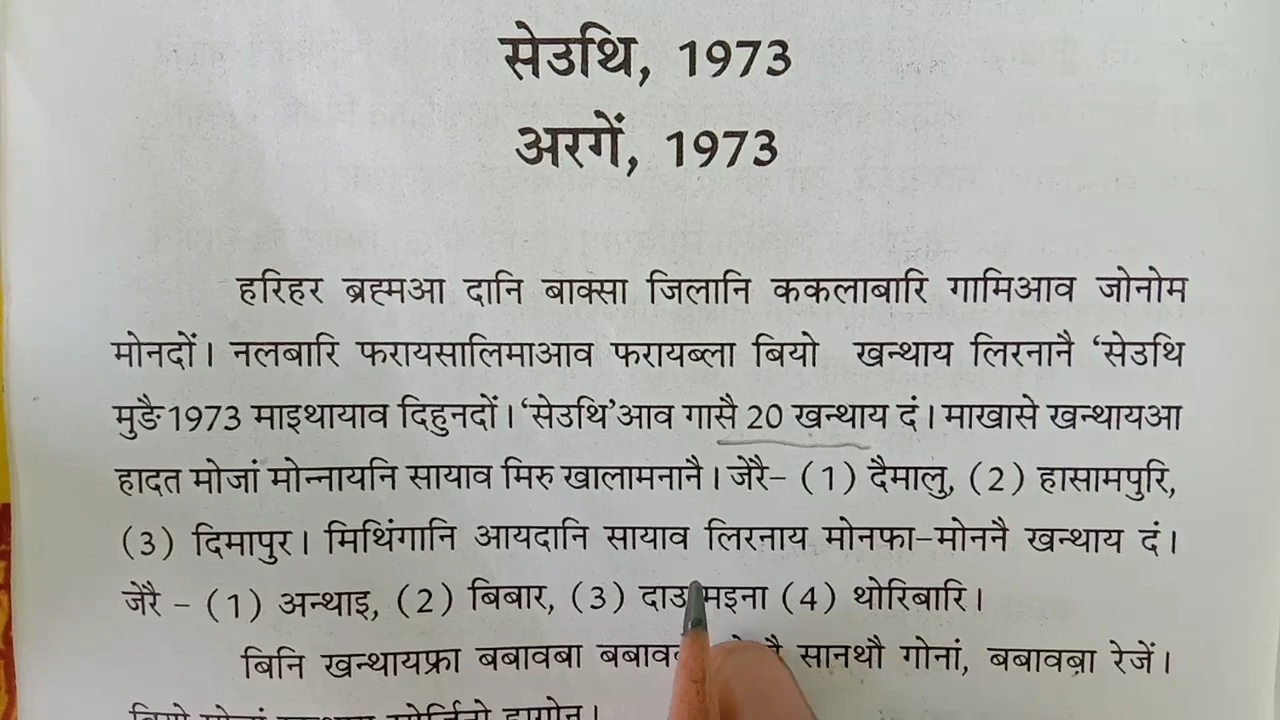 सेउथि, 1973
अरगें, 1973
हरिहर ब्रह्मआ दानि बाक्सा जिलानि ककलाबारि गामिआव जोनोम
मोनदों। नलबारि फरायसालिमाआव फरायब्ला बियो खन्थाय लिरनानै ‘सेउथि
मुङै 1973 माइथायाव दिहुनदों। ‘सेउथि’आव गासै 20 खन्थाय दं। माखासे खन्थायआ
हादत मोजां मोन्नायनि सायाव मिरु खालामनानै। जेरै– (1) दैमालु, (2) हासामपुरि,
(3) दिमापुर। मिथिंगानि आयदानि सायाव लिरनाय मोनफा-मोननै खन्थाय दं।
जेरै – (1) अन्थाइ, (2) बिबार, (3) दाउमइना (4) थोरिबारि।
बिनि खन्थायफ्रा बबावबा सानथौ गोनां, बबावबा रेजें।